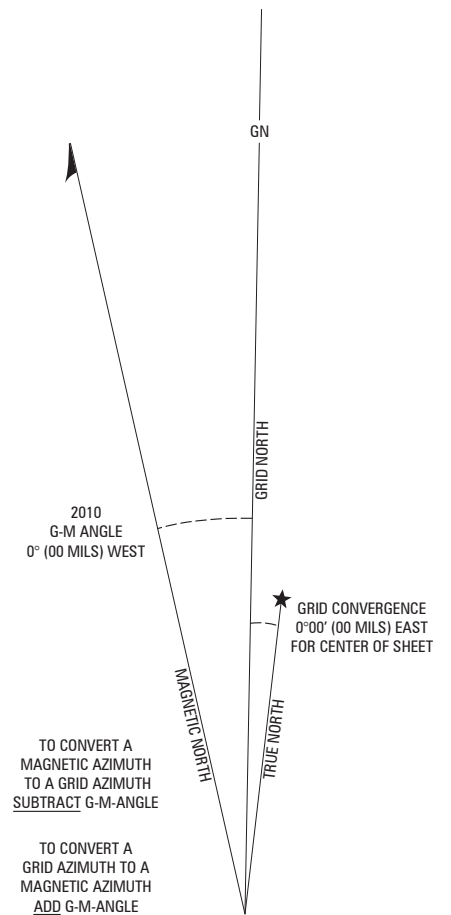 GN
GRID NORTH
2010
G-M ANGLE
0° (00 MILS) WEST
GRID CONVERGENCE
0°00' (00 MILS) EAST
FOR CENTER OF SHEET
MAGNETIC NORTH
TRUE NORTH
TO CONVERT A
MAGNETIC AZIMUTH
TO A GRID AZIMUTH
SUBTRACT G-M-ANGLE
TO CONVERT A
GRID AZIMUTH TO A
MAGNETIC AZIMUTH
ADD G-M-ANGLE